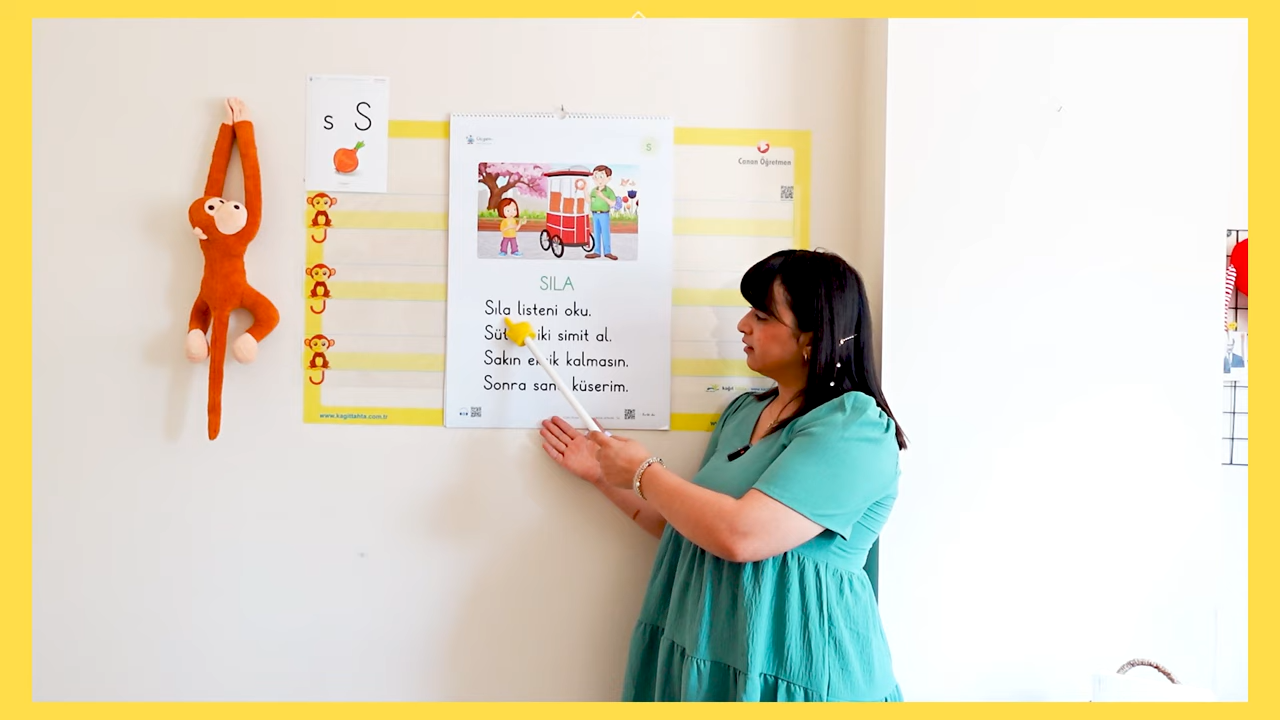 s S
s
Canan Öğretmen
SILA
Sıla listeni oku.
Süt iki simit al.
Sakın kalmasın.
Sonra küserim.
www.kagittahta.com.tr